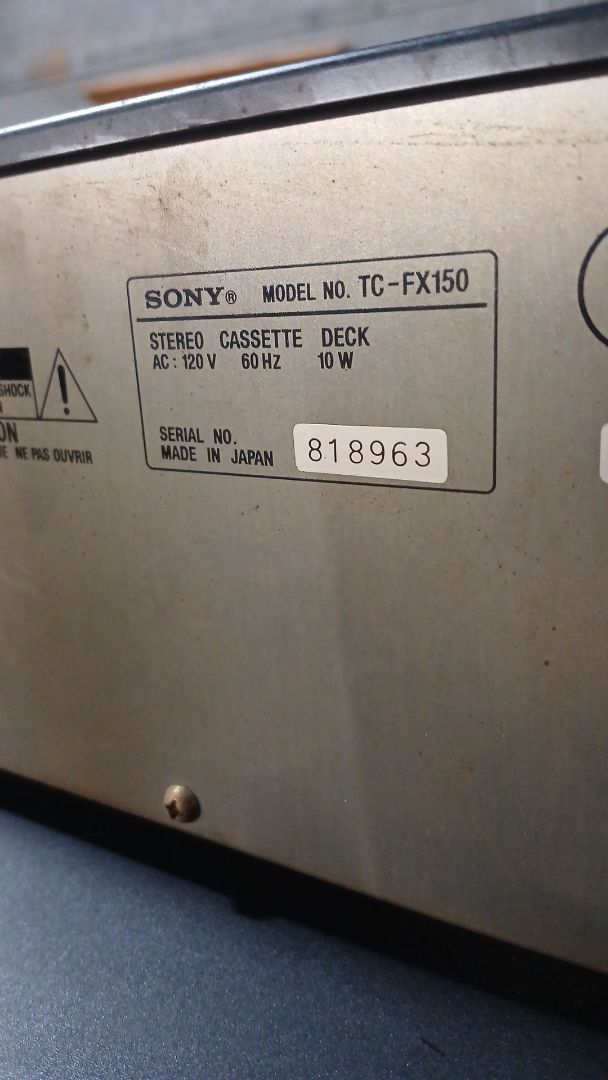 SONY® MODEL NO. TC-FX150
STEREO CASSETTE DECK
AC : 120 V 60 Hz 10 W
SERIAL NO.
MADE IN JAPAN 818963
SHOCK
NE PAS OUVRIR